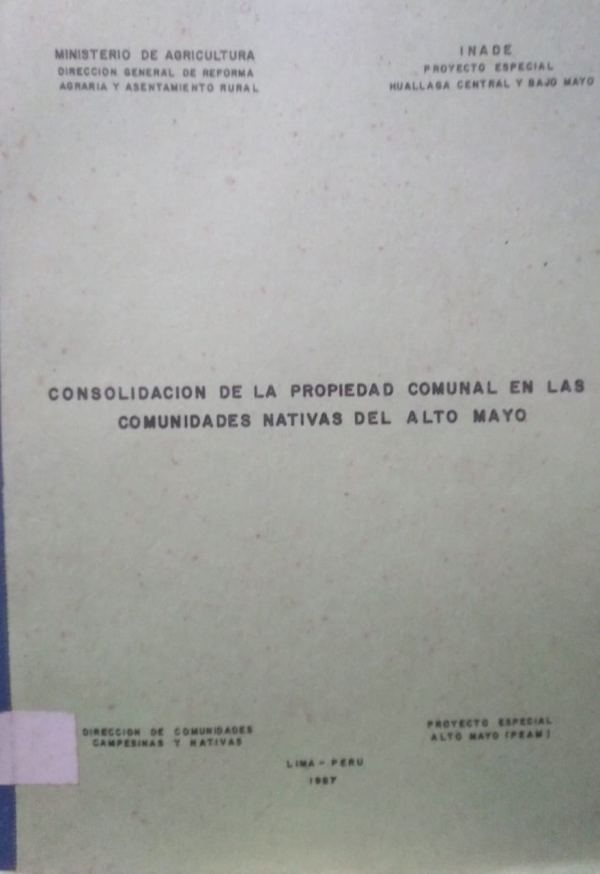 MINISTERIO DE AGRICULTURA
DIRECCION GENERAL DE REFORMA
AGRARIA Y ASENTAMIENTO RURAL
INADE
PROYECTO ESPECIAL
HUALLAGA CENTRAL Y BAJO MAYO
CONSOLIDACION DE LA PROPIEDAD COMUNAL EN LAS
COMUNIDADES NATIVAS DEL ALTO MAYO
DIRECCION DE COMUNIDADES
CAMPESINAS Y NATIVAS
PROYECTO ESPECIAL
ALTO MAYO (PEAM)
LIMA - PERU
1987